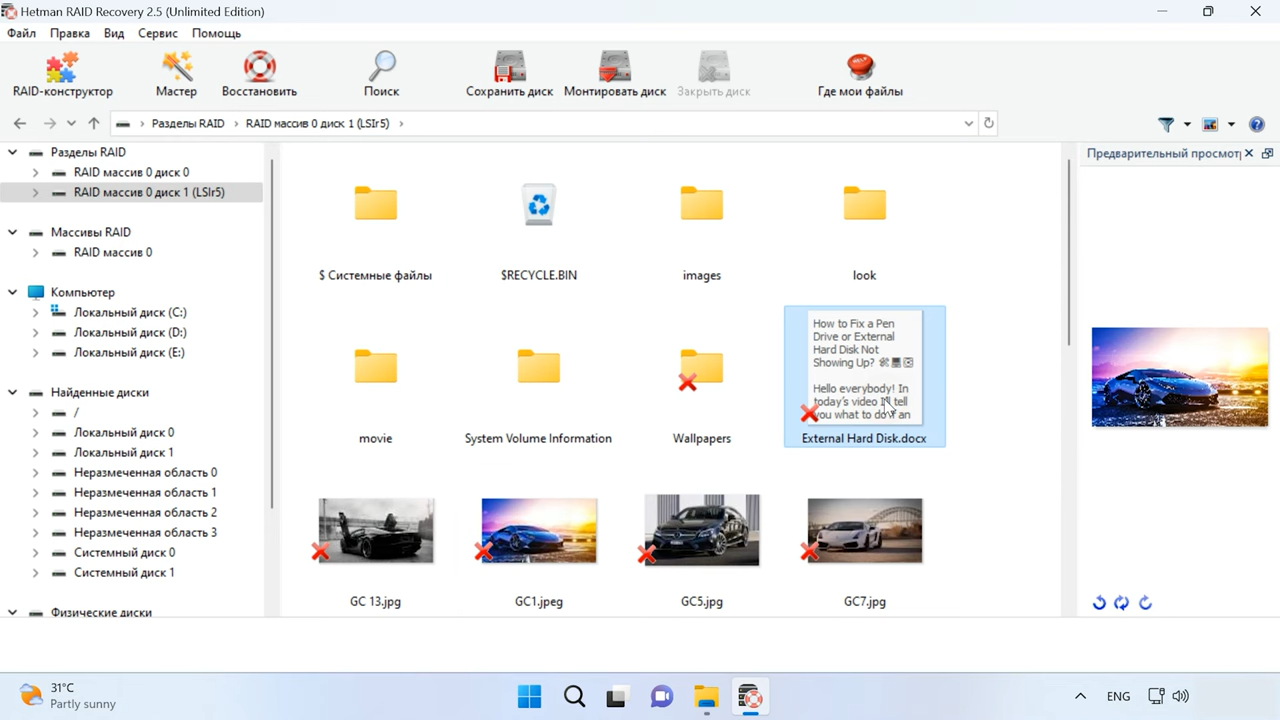 Hetman RAID Recovery 2.5 (Unlimited Edition)
Файл Правка Вид Сервис Помощь
RAID-конструктор Мастер Восстановить Поиск Сохранить диск Монтировать диск Закрыть диск Где мои файлы
Разделы RAID RAID массив 0 диск 1 (LSIr5)
Разделы RAID
RAID массив 0 диск 0
RAID массив 0 диск 1 (LSIr5)
Массивы RAID
RAID массив 0
Компьютер
Локальный диск (C:)
Локальный диск (D:)
Локальный диск (E:)
Найденные диски
/
Локальный диск 0
Локальный диск 1
Неразмеченная область 0
Неразмеченная область 1
Неразмеченная область 2
Неразмеченная область 3
Системный диск 0
Системный диск 1
Физические диски
$ Системные файлы $RECYCLE.BIN images look
How to Fix a Pen
Drive or External
Hard Disk Not
Showing Up?
Hello everybody! In
today's video I'll tell
you what to do if an
movie System Volume Information Wallpapers External Hard Disk.docx
GC 13.jpg GC1.jpeg GC5.jpg GC7.jpg
Предварительный просмот
31°C
Partly sunny
ENG